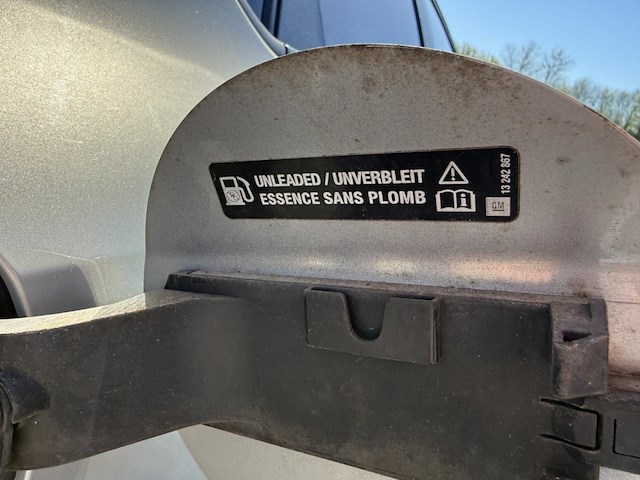 UNLEADED / UNVERBLEIT
ESSENCE SANS PLOMB
GM
13 242 867